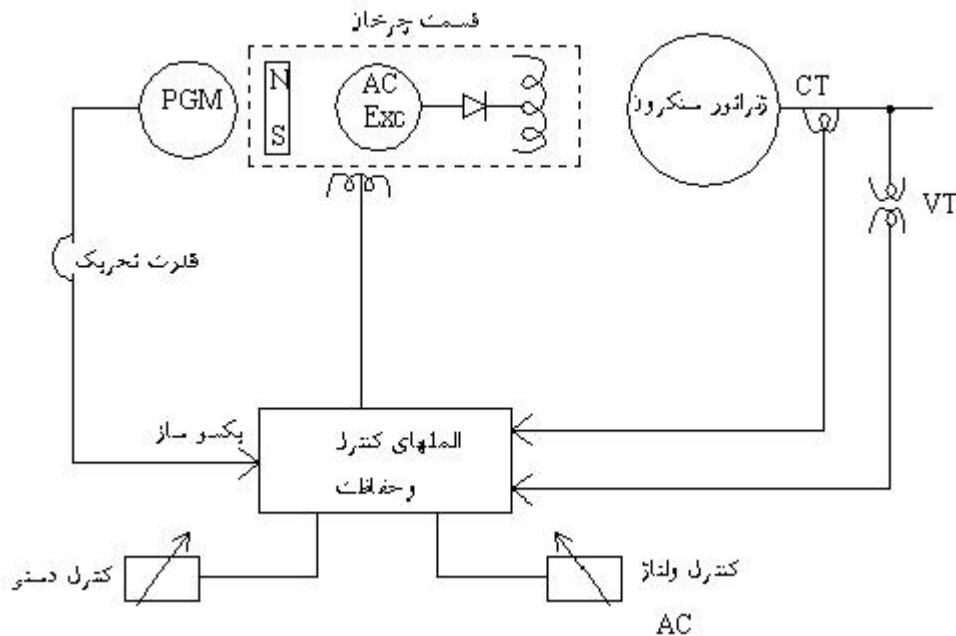 قسمت چرخان
PGM
N
S
AC
Exc
ژنراتور سنکرون
CT
VT
قدرت تحریک
یکسو ساز
المانهای کنترل
وحفاظت
کنترل دستی
کنترل ولتاژ
AC